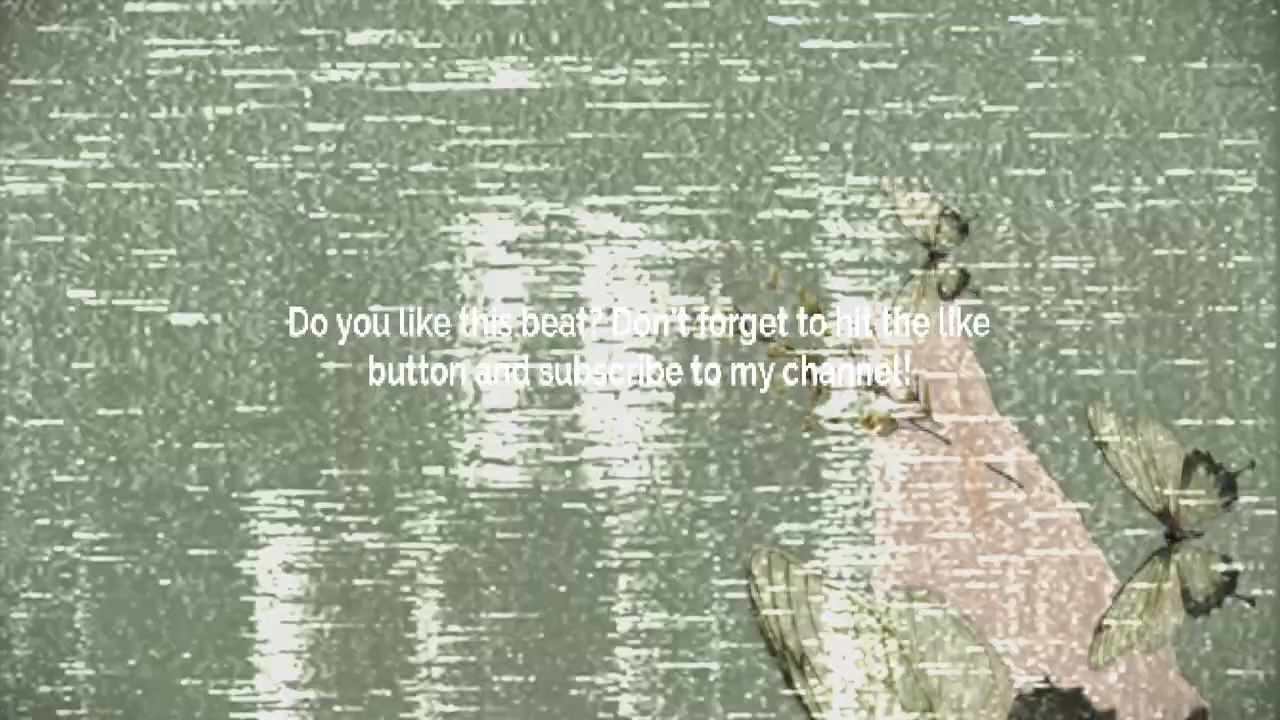 Do you like this beat? Don't forget to hit the like
button and subscribe to my channel!